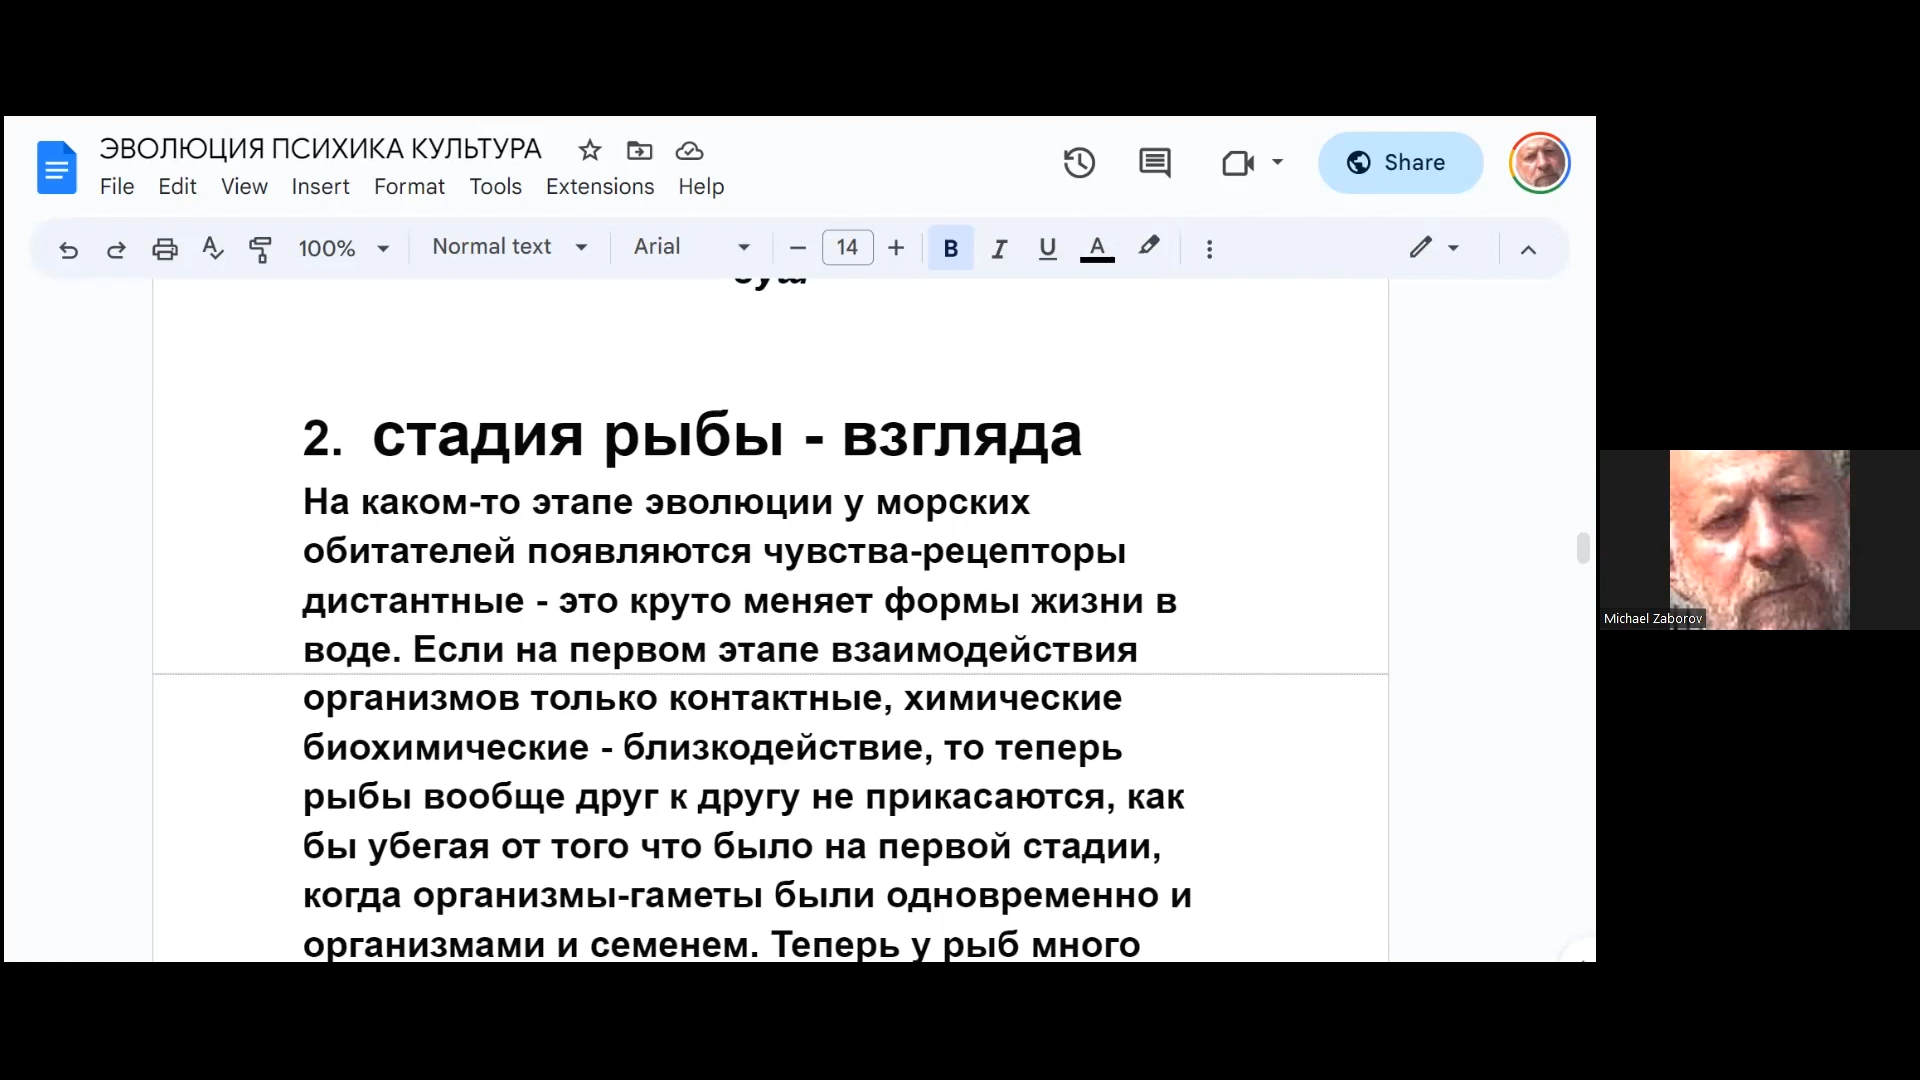 ЭВОЛЮЦИЯ ПСИХИКА КУЛЬТУРА
File Edit View Insert Format Tools Extensions Help
Share
100% Normal text Arial 14 B I U A
2. стадия рыбы - взгляда
На каком-то этапе эволюции у морских
обитателей появляются чувства-рецепторы
дистантные - это круто меняет формы жизни в
воде. Если на первом этапе взаимодействия
организмов только контактные, химические
биохимические - близкодействие, то теперь
рыбы вообще друг к другу не прикасаются, как
бы убегая от того что было на первой стадии,
когда организмы-гаметы были одновременно и
организмами и семенем. Теперь у рыб много
Michael Zaborov